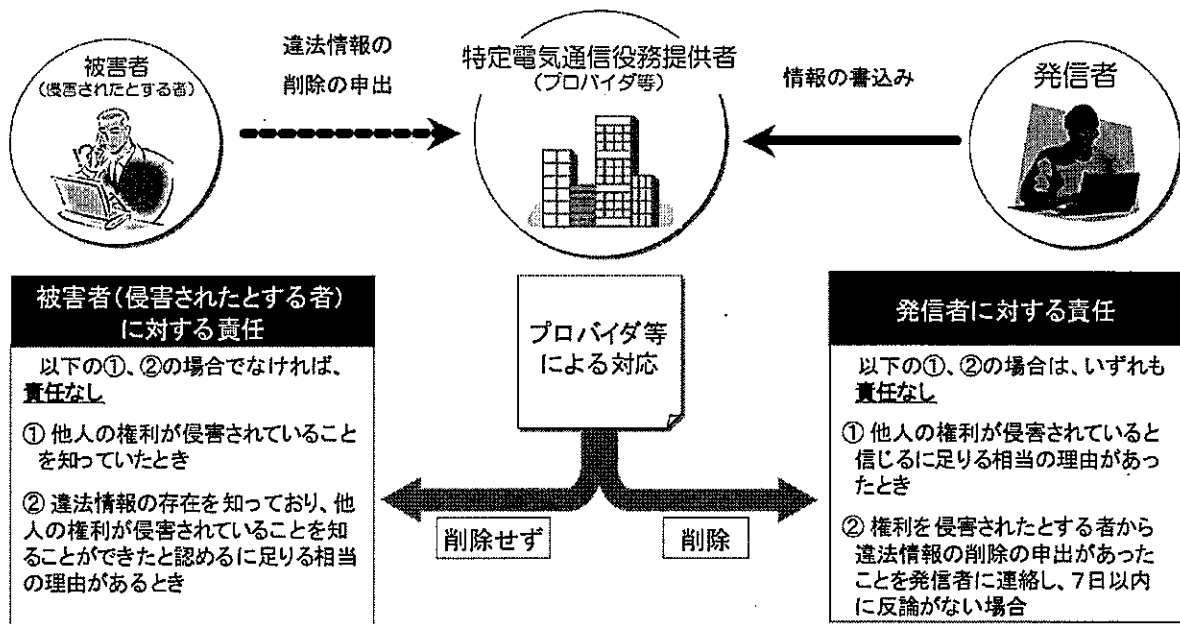 被害者
(侵害されたとする者)
違法情報の
削除の申出
特定電気通信役務提供者
(プロバイダ等)
情報の書込み
発信者
被害者(侵害されたとする者)
に対する責任
以下の①、②の場合でなければ、
責任なし
① 他人の権利が侵害されていること
を知っていたとき
② 違法情報の存在を知っており、他
人の権利が侵害されていることを知
ることができたと認めるに足りる相当
の理由があるとき
プロバイダ等
による対応
削除せず
削除
発信者に対する責任
以下の①、②の場合は、いずれも
責任なし
① 他人の権利が侵害されていると
信じるに足りる相当の理由があっ
たとき
② 権利を侵害されたとする者から
違法情報の削除の申出があった
ことを発信者に連絡し、7日以内
に反論がない場合